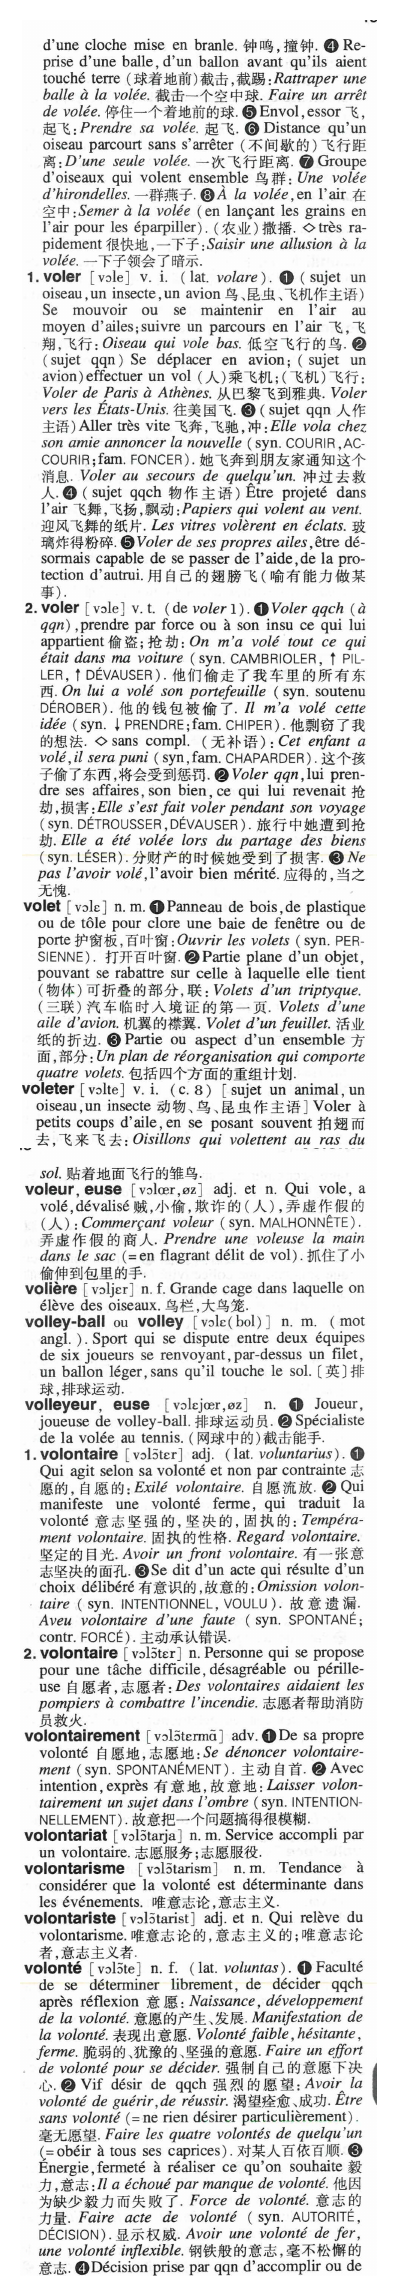 d'une cloche mise en branle. 钟鸣,撞钟. ❹ Re-
prise d'une balle, d'un ballon avant qu'ils aient
touché terre (球着地前)截击,截踢:Rattraper une
balle à la volée. 截击一个空中球. Faire un arrêt
de volée. 停住一个着地前的球. ❺ Envol, essor 飞,
起飞:Prendre sa volée. 起飞. ❻ Distance qu'un
oiseau parcourt sans s'arrêter (不间歇的)飞行距
离:D'une seule volée. 一次飞行距离. ❼ Groupe
d'oiseaux qui volent ensemble 鸟群:Une volée
d'hirondelles. 一群燕子. ❽ À la volée, en l'air 在
空中:Semer à la volée (en lançant les grains en
l'air pour les éparpiller). (农业)撒播. ◇ très ra-
pidement 很快地,一下子:Saisir une allusion à la
volée. 一下子领会了暗示.
1. voler [vɔle] v. i. (lat. volare). ❶ (sujet un
oiseau, un insecte, un avion 鸟、昆虫、飞机作主语)
Se mouvoir ou se maintenir en l'air au
moyen d'ailes; suivre un parcours en l'air 飞,飞
翔,飞行:Oiseau qui vole bas. 低空飞行的鸟. ❷
(sujet qqn) Se déplacer en avion; (sujet un
avion) effectuer un vol (人)乘飞机;(飞机)飞行:
Voler de Paris à Athènes. 从巴黎飞到雅典. Voler
vers les États-Unis. 往美国飞. ❸ (sujet qqn 人作
主语) Aller très vite 飞奔,飞驰,冲:Elle vola chez
son amie annoncer la nouvelle (syn. COURIR, AC-
COURIR; fam. FONCER). 她飞奔到朋友家通知这个
消息. Voler au secours de quelqu'un. 冲过去救
人. ❹ (sujet qqch 物作主语) Être projeté dans
l'air 飞舞,飞扬,飘动:Papiers qui volent au vent.
迎风飞舞的纸片. Les vitres volèrent en éclats. 玻
璃炸得粉碎. ❺ Voler de ses propres ailes, être dé-
sormais capable de se passer de l'aide, de la pro-
tection d'autrui. 用自己的翅膀飞(喻有能力做某
事).
2. voler [vɔle] v. t. (de voler 1). ❶ Voler qqch (à
qqn), prendre par force ou à son insu ce qui lui
appartient 偷盗;抢劫:On m'a volé tout ce qui
était dans ma voiture (syn. CAMBRIOLER, ↑ PIL-
LER, ↑ DÉVAUSER). 他们偷走了我车里的所有东
西. On lui a volé son portefeuille (syn. soutenu
DÉROBER). 他的钱包被偷了. Il m'a volé cette
idée (syn. ↓ PRENDRE; fam. CHIPER). 他剽窃了我
的想法. ◇ sans compl. (无补语):Cet enfant a
volé, il sera puni (syn, fam. CHAPARDER). 这个孩
子偷了东西,将会受到惩罚. ❷ Voler qqn, lui pren-
dre ses affaires, son bien, ce qui lui revenait 抢
劫,损害:Elle s'est fait voler pendant son voyage
(syn. DÉTROUSSER, DÉVAUSER). 旅行中她遭到抢
劫. Elle a été volée lors du partage des biens
(syn. LÉSER). 分财产的时候她受到了损害. ❸ Ne
pas l'avoir volé, l'avoir bien mérité. 应得的,当之
无愧.
volet [vɔlɛ] n. m. ❶ Panneau de bois, de plastique
ou de tôle pour clore une baie de fenêtre ou de
porte 护窗板,百叶窗:Ouvrir les volets (syn. PER-
SIENNE). 打开百叶窗. ❷ Partie plane d'un objet,
pouvant se rabattre sur celle à laquelle elle tient
(物体)可折叠的部分,联:Volets d'un triptyque.
(三联)汽车临时入境证的第一页. Volets d'une
aile d'avion. 机翼的襟翼. Volet d'un feuillet. 活业
纸的折边. ❸ Partie ou aspect d'un ensemble 方
面,部分:Un plan de réorganisation qui comporte
quatre volets. 包括四个方面的重组计划.
voleter [vɔlte] v. i. (c. 8) [sujet un animal, un
oiseau, un insecte 动物、鸟、昆虫作主语] Voler à
petits coups d'aile, en se posant souvent 拍翅而
去,飞来飞去:Oisillons qui volettent au ras du
sol. 贴着地面飞行的雏鸟.
voleur, euse [vɔlœr, øz] adj. et n. Qui vole, a
volé, dévalisé 贼,小偷,欺诈的(人),弄虚作假的
(人):Commerçant voleur (syn. MALHONNÊTE).
弄虚作假的商人. Prendre une voleuse la main
dans le sac (= en flagrant délit de vol). 抓住了小
偷伸到包里的手.
volière [vɔljɛr] n. f. Grande cage dans laquelle on
élève des oiseaux. 鸟栏,大鸟笼.
volley-ball ou volley [vɔlɛ(bol)] n. m. (mot
angl.). Sport qui se dispute entre deux équipes
de six joueurs se renvoyant, par-dessus un filet,
un ballon léger, sans qu'il touche le sol. [英]排
球,排球运动.
volleyeur, euse [vɔlɛjœr, øz] n. ❶ Joueur,
joueuse de volley-ball. 排球运动员. ❷ Spécialiste
de la volée au tennis. (网球中的)截击能手.
1. volontaire [vɔlɔ̃tɛr] adj. (lat. voluntarius). ❶
Qui agit selon sa volonté et non par contrainte 志
愿的,自愿的:Exilé volontaire. 自愿流放. ❷ Qui
manifeste une volonté ferme, qui traduit la
volonté 意志坚强的,坚决的,固执的:Tempéra-
ment volontaire. 固执的性格. Regard volontaire.
坚定的目光. Avoir un front volontaire. 有一张意
志坚决的面孔. ❸ Se dit d'un acte qui résulte d'un
choix délibéré 有意识的,故意的:Omission volon-
taire (syn. INTENTIONNEL, VOULU). 故意遗漏.
Aveu volontaire d'une faute (syn. SPONTANÉ;
contr. FORCÉ). 主动承认错误.
2. volontaire [vɔlɔ̃tɛr] n. Personne qui se propose
pour une tâche difficile, désagréable ou pérille-
use 自愿者,志愿者:Des volontaires aidaient les
pompiers à combattre l'incendie. 志愿者帮助消防
员救火.
volontairement [vɔlɔ̃tɛrmɑ̃] adv. ❶ De sa propre
volonté 自愿地,志愿地:Se dénoncer volontaire-
ment (syn. SPONTANÉMENT). 主动自首. ❷ Avec
intention, exprès 有意地,故意地:Laisser volon-
tairement un sujet dans l'ombre (syn. INTENTION-
NELLEMENT). 故意把一个问题搞得很模糊.
volontariat [vɔlɔ̃tarja] n. m. Service accompli par
un volontaire. 志愿服务;志愿服役.
volontarisme [vɔlɔ̃tarism] n. m. Tendance à
considérer que la volonté est déterminante dans
les événements. 唯意志论,意志主义.
volontariste [vɔlɔ̃tarist] adj. et n. Qui relève du
volontarisme. 唯意志论的,意志主义的;唯意志论
者,意志主义者.
volonté [vɔlɔ̃te] n. f. (lat. voluntas). ❶ Faculté
de se déterminer librement, de décider qqch
après réflexion 意愿:Naissance, développement
de la volonté. 意愿的产生、发展. Manifestation de
la volonté. 表现出意愿. Volonté faible, hésitante,
ferme. 脆弱的、犹豫的、坚强的意愿. Faire un effort
de volonté pour se décider. 强制自己的意愿下决
心. ❷ Vif désir de qqch 强烈的愿望:Avoir la
volonté de guérir, de réussir. 渴望痊愈、成功. Être
sans volonté (= ne rien désirer particulièrement).
毫无愿望. Faire les quatre volontés de quelqu'un
(= obéir à tous ses caprices). 对某人百依百顺. ❸
Énergie, fermeté à réaliser ce qu'on souhaite 毅
力,意志:Il a échoué par manque de volonté. 他因
为缺少毅力而失败了. Force de volonté. 意志的
力量. Faire acte de volonté (syn. AUTORITÉ,
DÉCISION). 显示权威. Avoir une volonté de fer,
une volonté inflexible. 钢铁般的意志,毫不松懈的
意志. ❹ Décision prise par qqn d'accomplir ou de